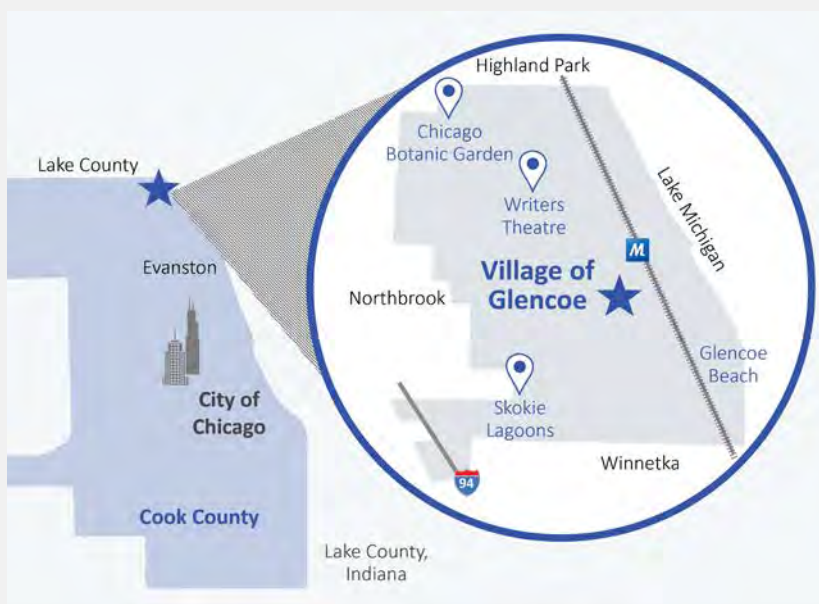 Highland Park
Chicago
Botanic Garden
Lake County
Writers
Theatre
Lake Michigan
M
Evanston
Village of
Glencoe
Northbrook
Glencoe
Beach
Skokie
Lagoons
City of
Chicago
Winnetka
94
Cook County
Lake County,
Indiana